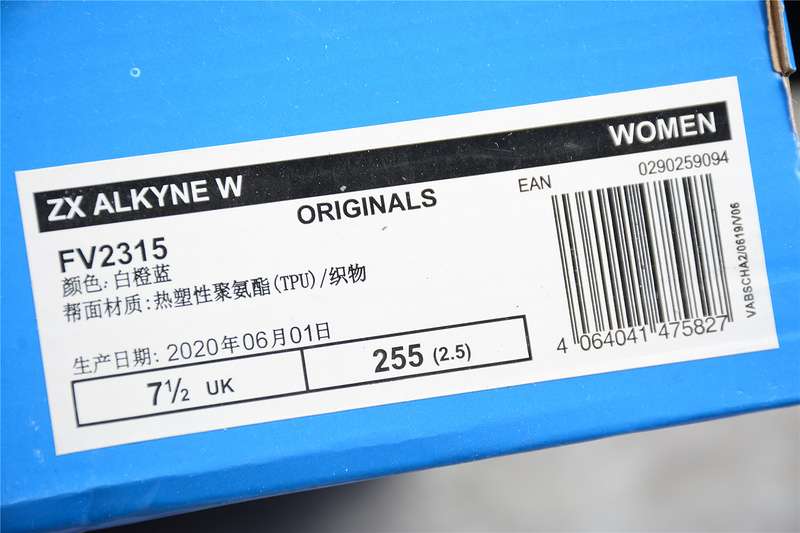 ZX ALKYNE W
WOMEN
ORIGINALS
EAN
0290259094
FV2315
颜色:白橙蓝
帮面材质:热塑性聚氨酯(TPU)/织物
生产日期: 2020年06月01日
7½ UK
255 (2.5)
4 064041 475827
VABSCHA2/0619/V06